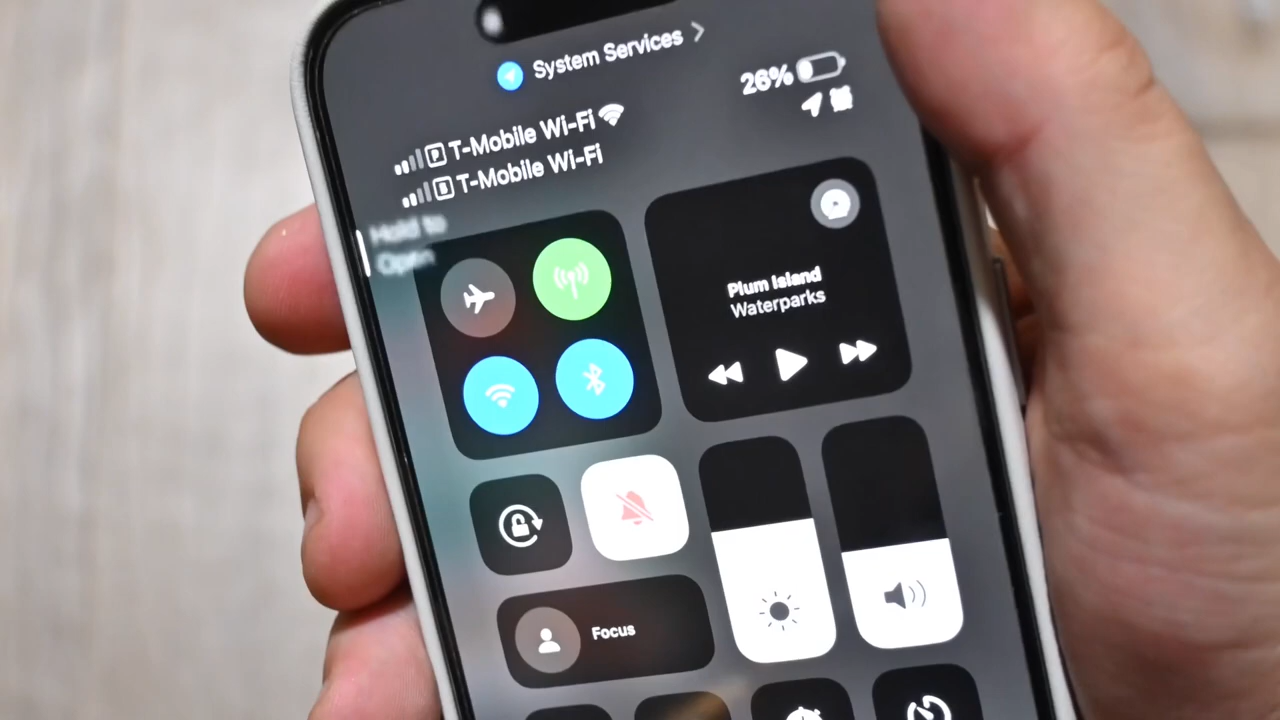 System Services
26%
P T-Mobile Wi-Fi
B T-Mobile Wi-Fi
Hold to
Open
Plum Island
Waterparks
Focus